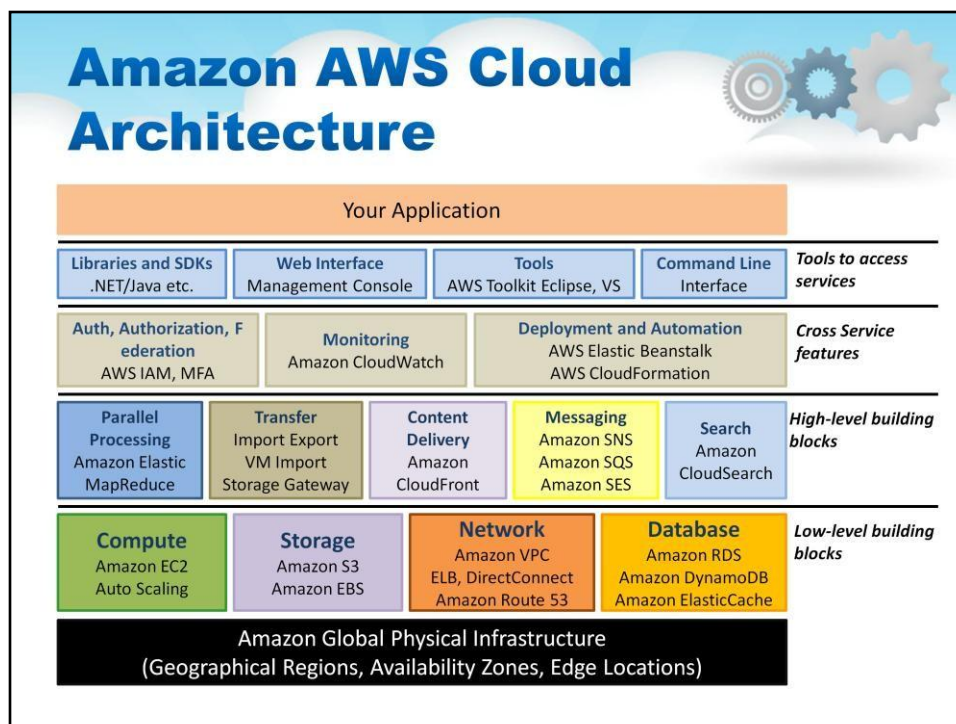 Amazon AWS Cloud
Architecture
Your Application
Libraries and SDKs
.NET/Java etc.
Web Interface
Management Console
Tools
AWS Toolkit Eclipse, VS
Command Line
Interface
Tools to access
services
Auth, Authorization, F
ederation
AWS IAM, MFA
Monitoring
Amazon CloudWatch
Deployment and Automation
AWS Elastic Beanstalk
AWS CloudFormation
Cross Service
features
Parallel
Processing
Amazon Elastic
MapReduce
Transfer
Import Export
VM Import
Storage Gateway
Content
Delivery
Amazon
CloudFront
Messaging
Amazon SNS
Amazon SQS
Amazon SES
Search
Amazon
CloudSearch
High-level building
blocks
Compute
Amazon EC2
Auto Scaling
Storage
Amazon S3
Amazon EBS
Network
Amazon VPC
ELB, DirectConnect
Amazon Route 53
Database
Amazon RDS
Amazon DynamoDB
Amazon ElasticCache
Low-level building
blocks
Amazon Global Physical Infrastructure
(Geographical Regions, Availability Zones, Edge Locations)